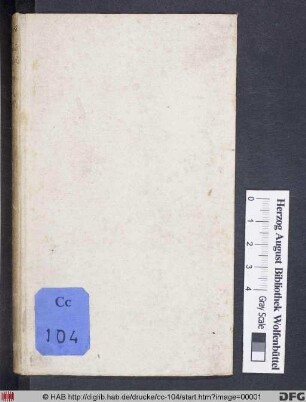 Cc
104
Herzog August Bibliothek Wolfenbüttel
0 1 2 3 4
Gray Scale
© HAB http://diglib.hab.de/drucke/cc-104/start.htm?image=00001
DFG